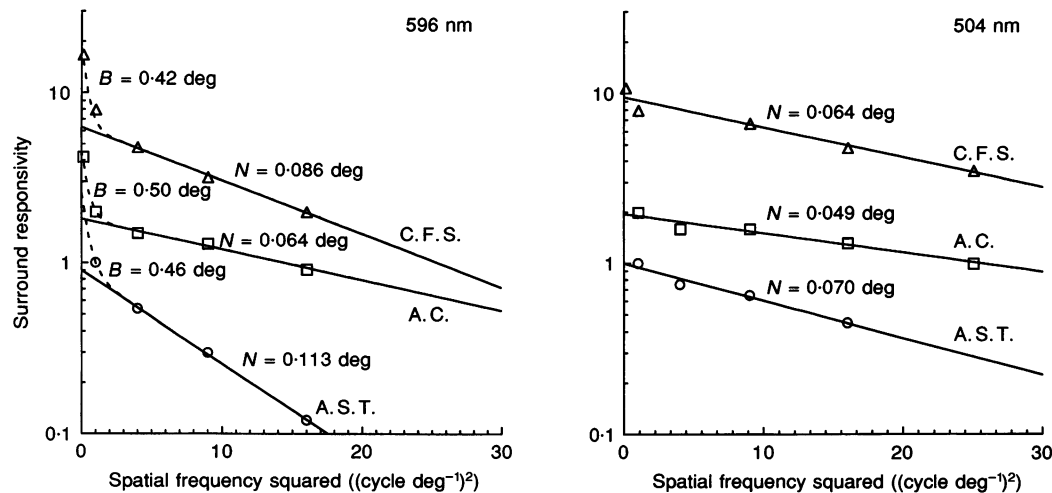 596 nm
504 nm
Surround responsivity
10
1
0·1
B = 0·42 deg
N = 0·086 deg
C.F.S.
B = 0·50 deg
N = 0·064 deg
A.C.
B = 0·46 deg
N = 0·113 deg
A.S.T.
0 10 20 30
Spatial frequency squared ((cycle deg⁻¹)²)
10
1
0·1
N = 0·064 deg
C.F.S.
N = 0·049 deg
A.C.
N = 0·070 deg
A.S.T.
0 10 20 30
Spatial frequency squared ((cycle deg⁻¹)²)